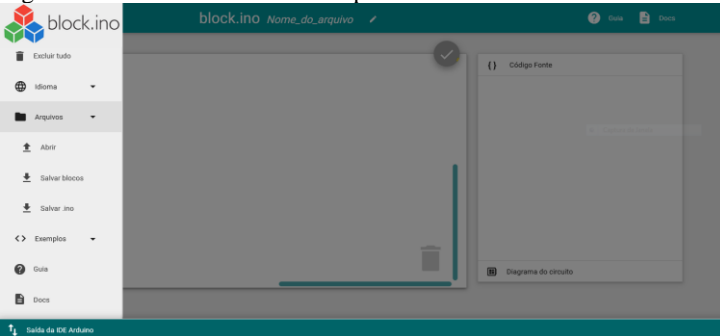 block.ino
block.ino Nome_do_arquivo
Guia
Docs
Excluir tudo
Idioma
Arquivos
Abrir
Salvar blocos
Salvar .ino
Exemplos
Guia
Docs
Código Fonte
Diagrama do circuito
Saída da IDE Arduino